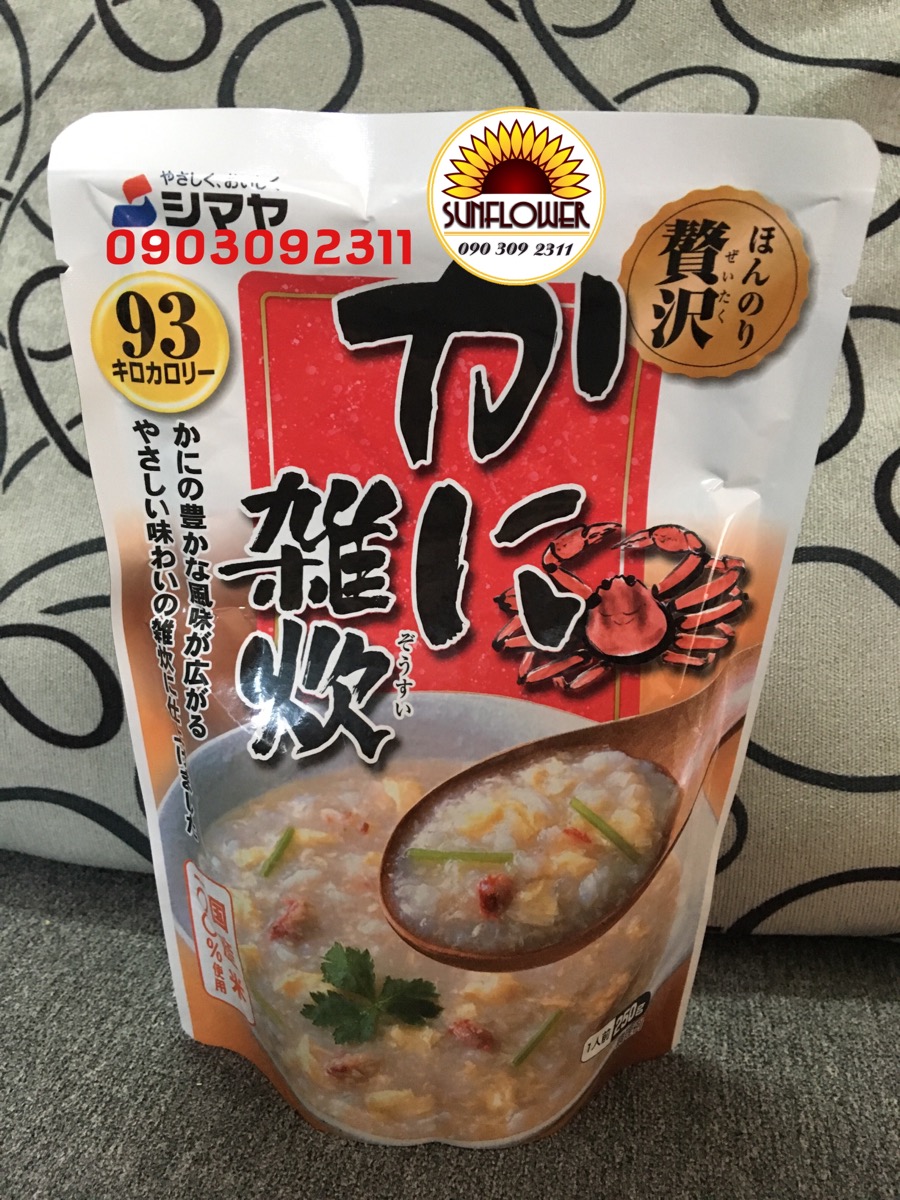 やさしく、おいしく
シマヤ
0903092311
SUNFLOWER
090 309 2311
ほんのり
贅沢
ぜいたく
93
キロカロリー
かに
雑炊
ぞうすい
かにの豊かな風味が広がる
やさしい味わいの雑炊に仕
国産米
100%使用
1人前 250g